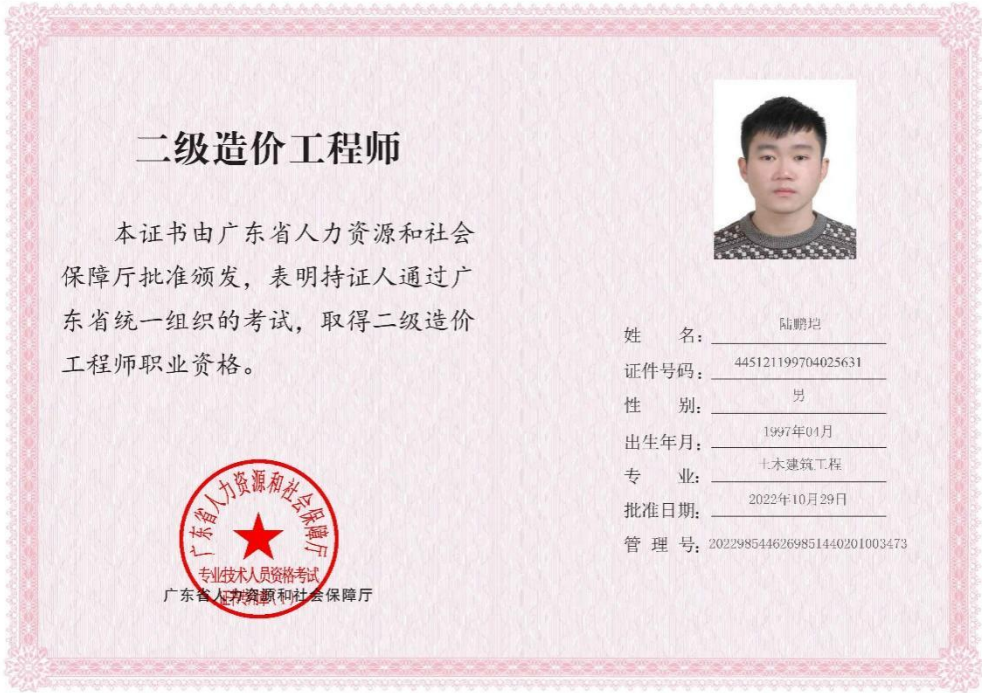 二级造价工程师
本证书由广东省人力资源和社会
保障厅批准颁发，表明持证人通过广
东省统一组织的考试，取得二级造价
工程师职业资格。
广东省人力资源和社会保障厅
专业技术人员资格考试
广东省人力资源和社会保障厅
姓 名：陆鹏垲
证件号码：445121199704025631
性 别：男
出生年月：1997年04月
专 业：土木建筑工程
批准日期：2022年10月29日
管 理 号：20229854462698514402010034​73